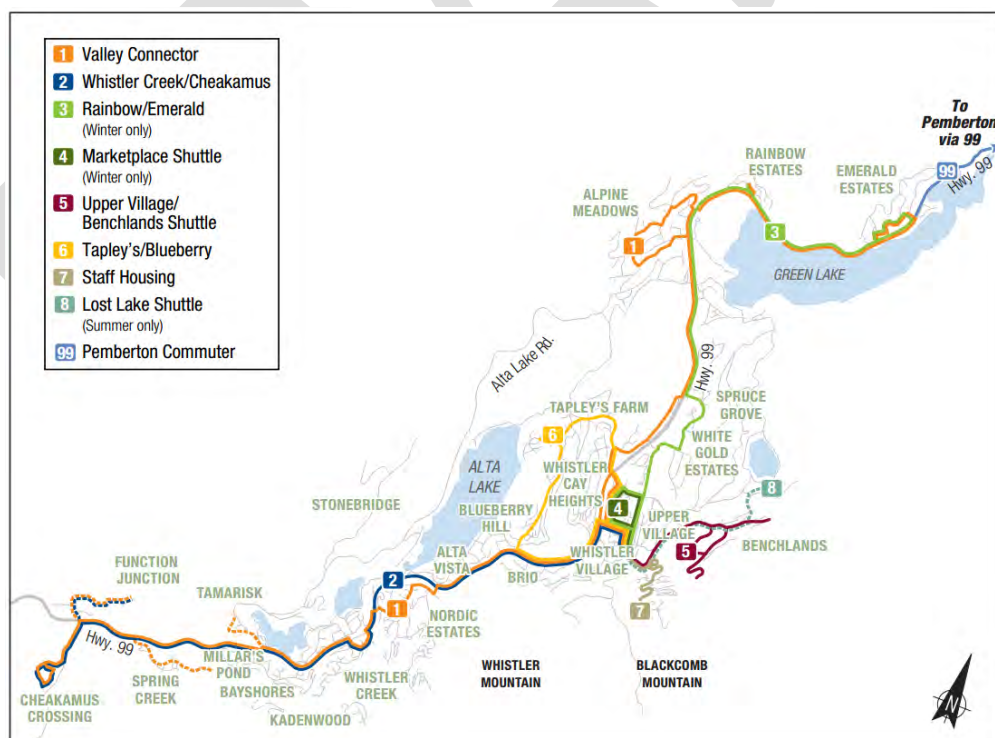 1 Valley Connector
2 Whistler Creek/Cheakamus
3 Rainbow/Emerald
(Winter only)
4 Marketplace Shuttle
(Winter only)
5 Upper Village/
Benchlands Shuttle
6 Tapley's/Blueberry
7 Staff Housing
8 Lost Lake Shuttle
(Summer only)
99 Pemberton Commuter
To
Pemberton
via 99
99
Hwy. 99
RAINBOW
ESTATES
EMERALD
ESTATES
ALPINE
MEADOWS
1
3
GREEN LAKE
Alta Lake Rd.
Hwy. 99
TAPLEY'S FARM
SPRUCE
GROVE
6
WHITE
GOLD
ESTATES
ALTA
LAKE
WHISTLER
CAY
HEIGHTS
8
STONEBRIDGE
BLUEBERRY
HILL
4
UPPER
VILLAGE
BENCHLANDS
5
FUNCTION
JUNCTION
ALTA
VISTA
BRIO
WHISTLER
VILLAGE
2
TAMARISK
1
NORDIC
ESTATES
7
Hwy. 99
MILLAR'S
POND
SPRING
CREEK
BAYSHORES
WHISTLER
CREEK
WHISTLER
MOUNTAIN
BLACKCOMB
MOUNTAIN
CHEAKAMUS
CROSSING
KADENWOOD
N